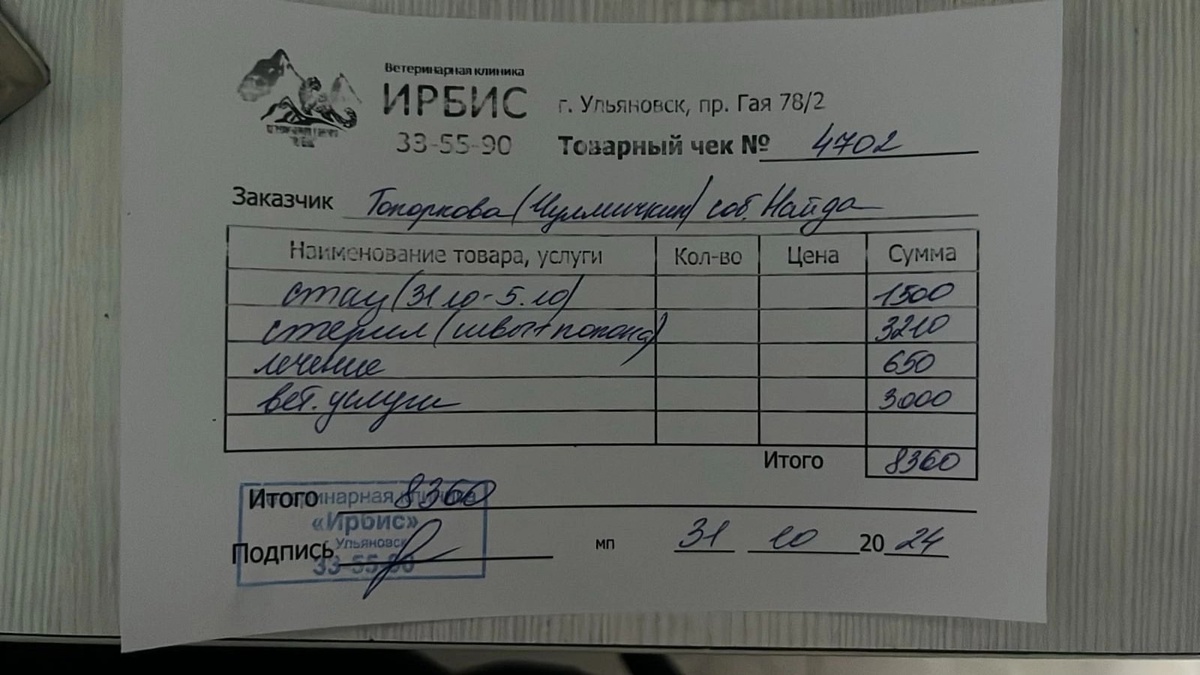 Ветеринарная клиника
ИРБИС
33-55-90
г. Ульяновск, пр. Гая 78/2
Товарный чек № 4702
Заказчик Топоркова (Чулмичкин) соб. Найда
Наименование товара, услуги Кол-во Цена Сумма
стац (31.10 - 5.10) 1500
стерил (швы + попона) 3210
лечение 650
вет. услуги 3000
Итого 8360
Итого 8360
Ветеринарная клиника
«Ирбис»
Ульяновск
33-55-90
Подпись мп 31 10 2024